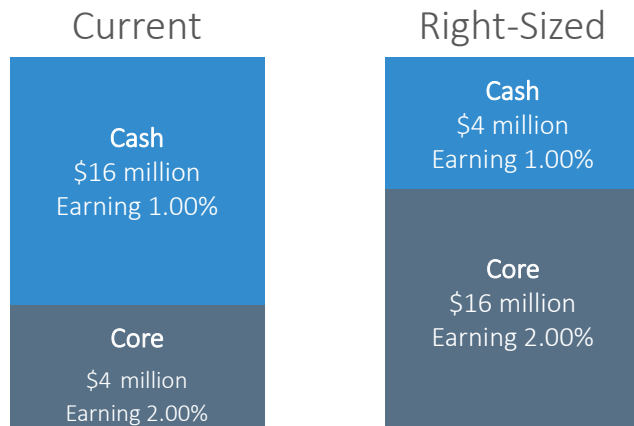 Current
Cash
$16 million
Earning 1.00%
Core
$4 million
Earning 2.00%
Right-Sized
Cash
$4 million
Earning 1.00%
Core
$16 million
Earning 2.00%